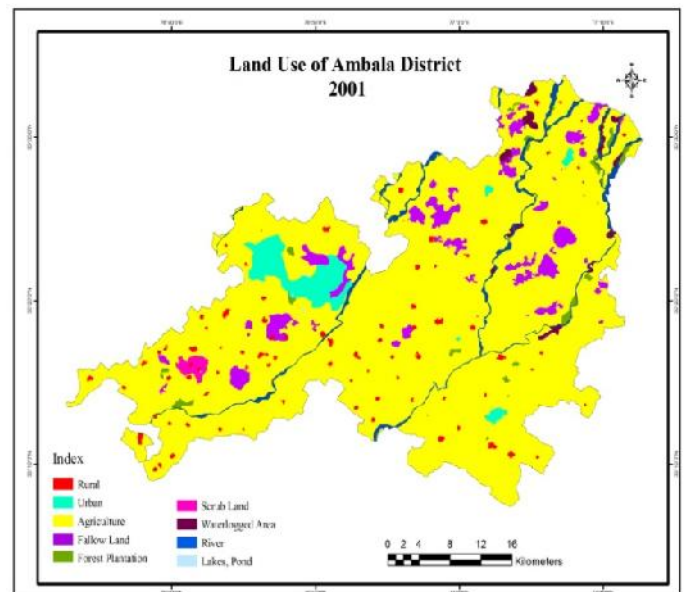 Land Use of Ambala District
2001
Index
Rural
Urban
Agriculture
Fallow Land
Forest Plantation
Scrub Land
Waterlogged Area
River
Lakes, Pond
0 2 4 8 12 16
Kilometers